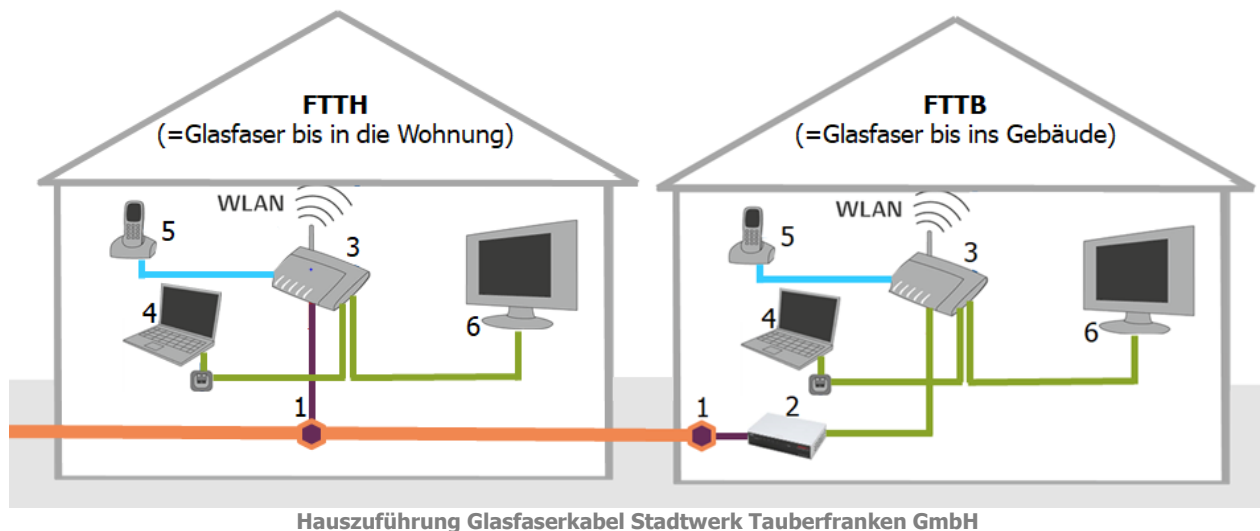 FTTH
(=Glasfaser bis in die Wohnung)
WLAN
5
3
4
6
1
FTTB
(=Glasfaser bis ins Gebäude)
WLAN
5
3
4
6
1
2
Hauszuführung Glasfaserkabel Stadtwerk Tauberfranken GmbH